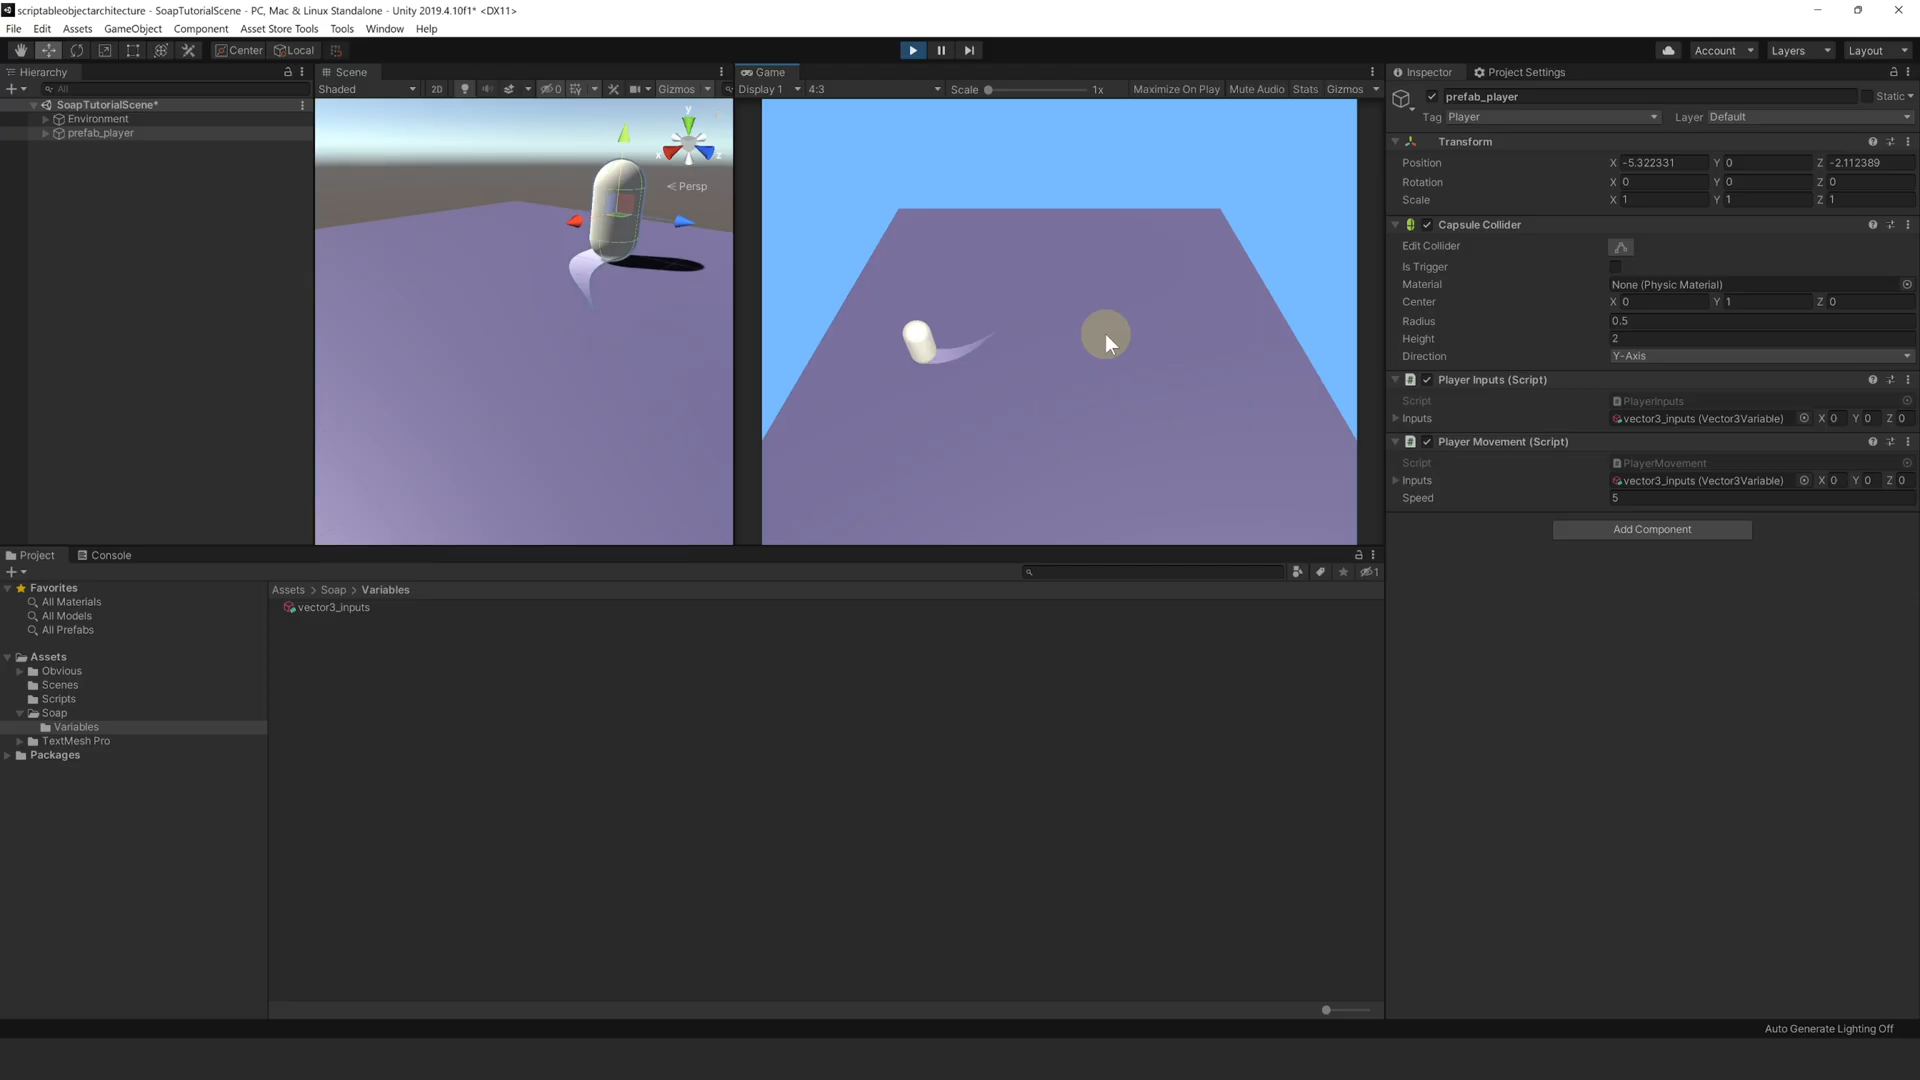 scriptableobjectarchitecture - SoapTutorialScene - PC, Mac & Linux Standalone - Unity 2019.4.10f1* <DX11>
File Edit Assets GameObject Component Asset Store Tools Tools Window Help
Center Local
Account Layers Layout
Hierarchy
All
SoapTutorialScene*
Environment
prefab_player
Scene
Shaded 2D 0 Gizmos
y
x z
Persp
Game
Display 1 4:3 Scale 1x Maximize On Play Mute Audio Stats Gizmos
Inspector Project Settings
prefab_player Static
Tag Player Layer Default
Transform
Position X -5.322331 Y 0 Z -2.112389
Rotation X 0 Y 0 Z 0
Scale X 1 Y 1 Z 1
Capsule Collider
Edit Collider
Is Trigger
Material None (Physic Material)
Center X 0 Y 1 Z 0
Radius 0.5
Height 2
Direction Y-Axis
Player Inputs (Script)
Script PlayerInputs
Inputs vector3_inputs (Vector3Variable) X 0 Y 0 Z 0
Player Movement (Script)
Script PlayerMovement
Inputs vector3_inputs (Vector3Variable) X 0 Y 0 Z 0
Speed 5
Add Component
Project Console
1
Favorites
All Materials
All Models
All Prefabs
Assets
Obvious
Scenes
Scripts
Soap
Variables
TextMesh Pro
Packages
Assets > Soap > Variables
vector3_inputs
Auto Generate Lighting Off